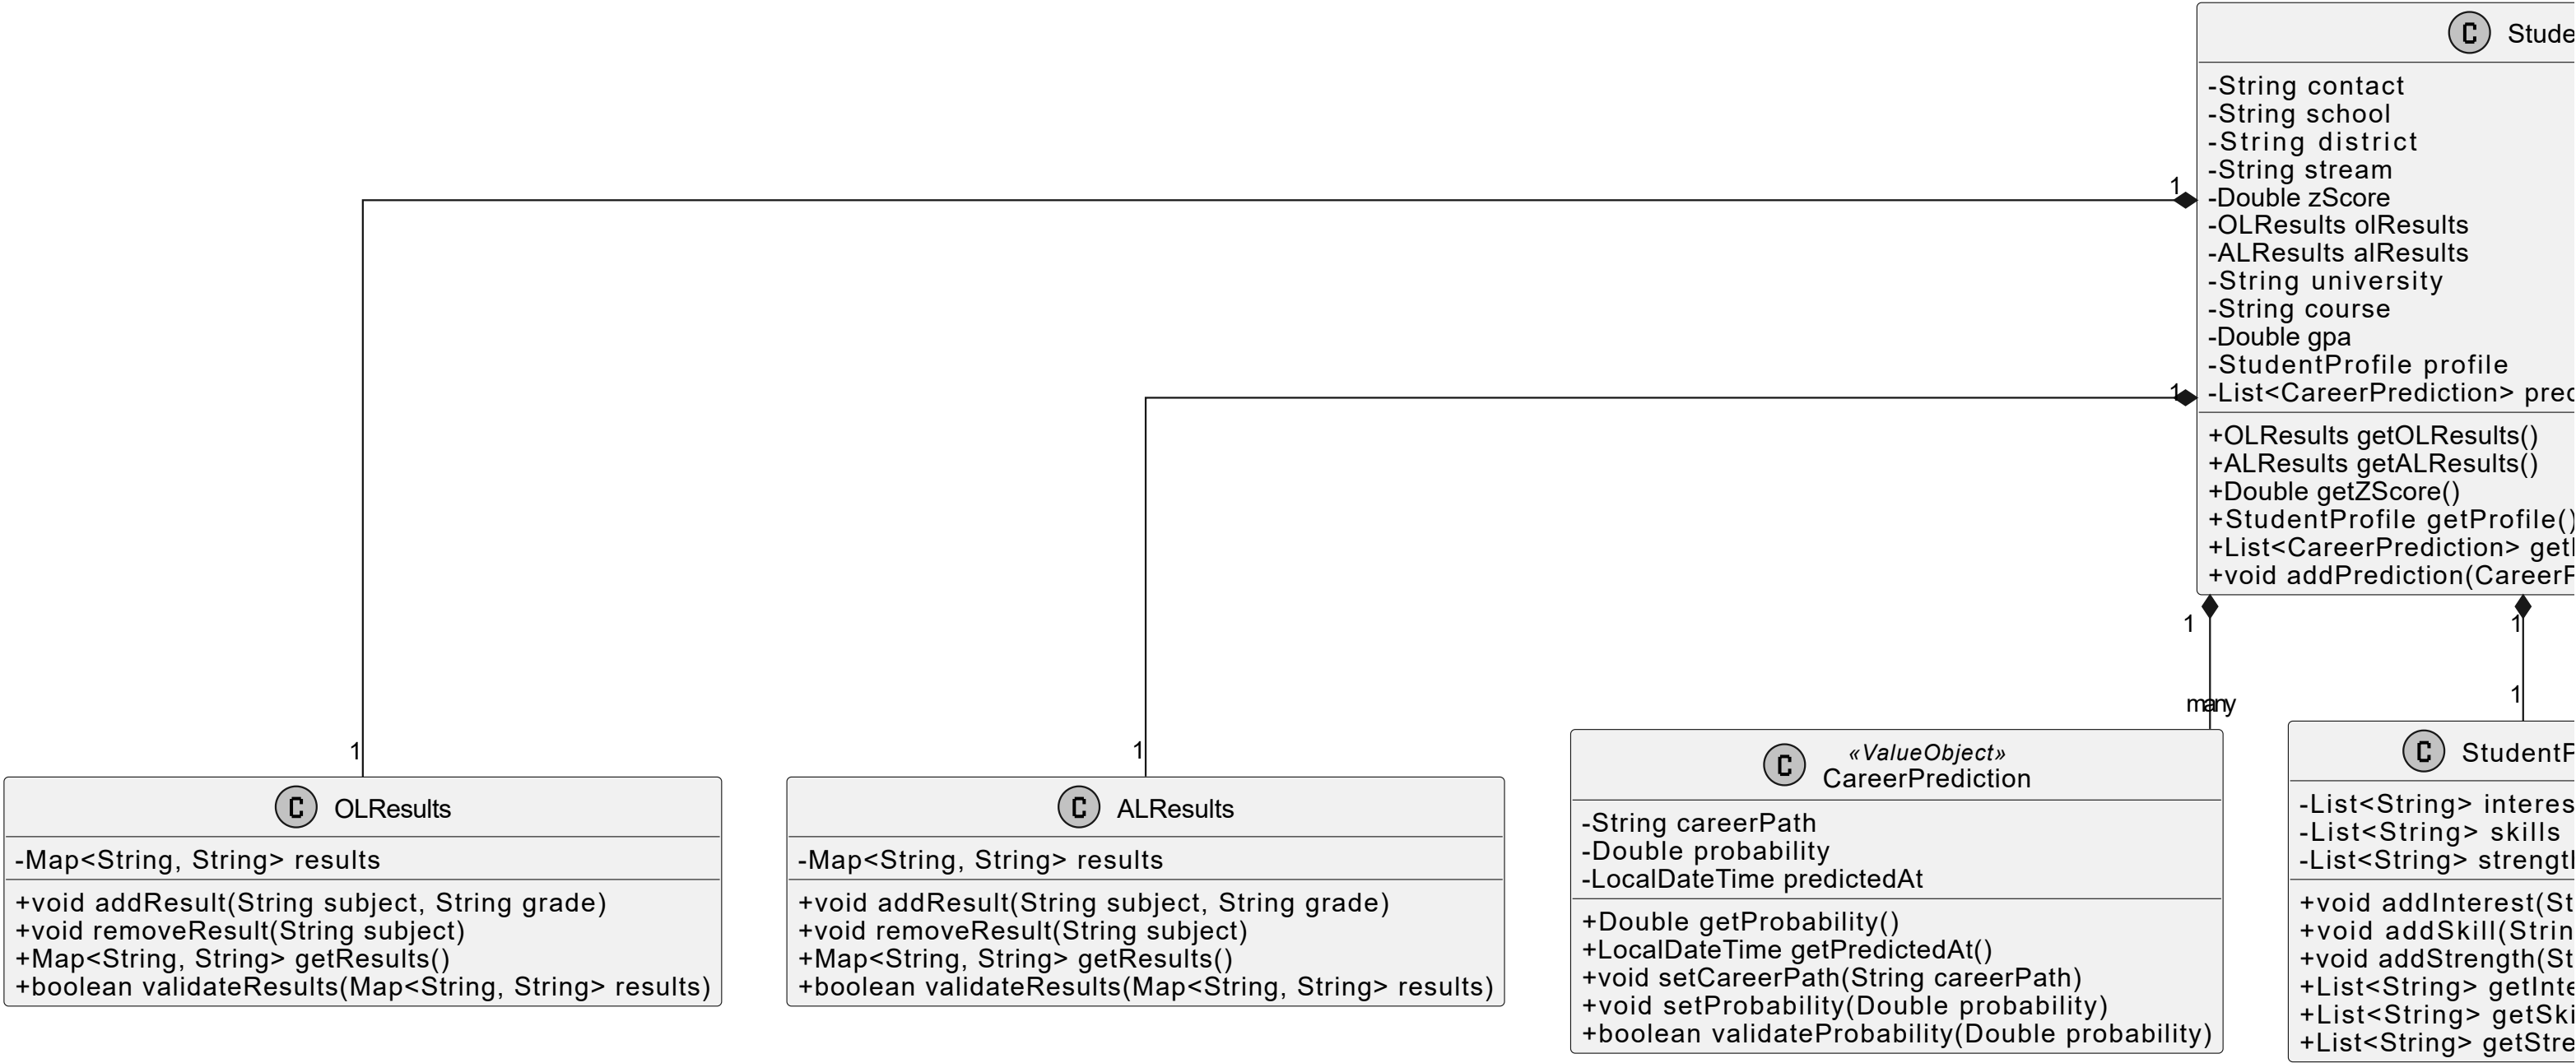 C Stude
-String contact
-String school
-String district
-String stream
-Double zScore
-OLResults olResults
-ALResults alResults
-String university
-String course
-Double gpa
-StudentProfile profile
-List<CareerPrediction> pred
+OLResults getOLResults()
+ALResults getALResults()
+Double getZScore()
+StudentProfile getProfile()
+List<CareerPrediction> get
+void addPrediction(Career
1
1
1
1
many
1
1
1
C OLResults
-Map<String, String> results
+void addResult(String subject, String grade)
+void removeResult(String subject)
+Map<String, String> getResults()
+boolean validateResults(Map<String, String> results)
C ALResults
-Map<String, String> results
+void addResult(String subject, String grade)
+void removeResult(String subject)
+Map<String, String> getResults()
+boolean validateResults(Map<String, String> results)
C «ValueObject»
CareerPrediction
-String careerPath
-Double probability
-LocalDateTime predictedAt
+Double getProbability()
+LocalDateTime getPredictedAt()
+void setCareerPath(String careerPath)
+void setProbability(Double probability)
+boolean validateProbability(Double probability)
C StudentP
-List<String> interes
-List<String> skills
-List<String> strengt
+void addInterest(St
+void addSkill(Strin
+void addStrength(St
+List<String> getInte
+List<String> getSki
+List<String> getStre